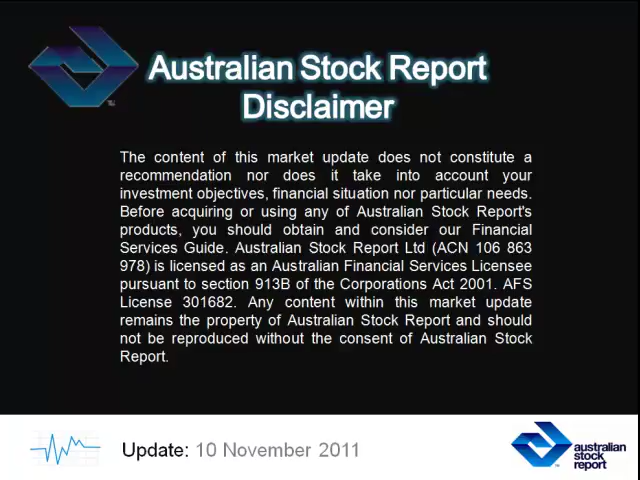 Australian Stock Report
Disclaimer
The content of this market update does not constitute a
recommendation nor does it take into account your
investment objectives, financial situation nor particular needs.
Before acquiring or using any of Australian Stock Report's
products, you should obtain and consider our Financial
Services Guide. Australian Stock Report Ltd (ACN 106 863
978) is licensed as an Australian Financial Services Licensee
pursuant to section 913B of the Corporations Act 2001. AFS
License 301682. Any content within this market update
remains the property of Australian Stock Report and should
not be reproduced without the consent of Australian Stock
Report.
Update: 10 November 2011
australian
stock
report